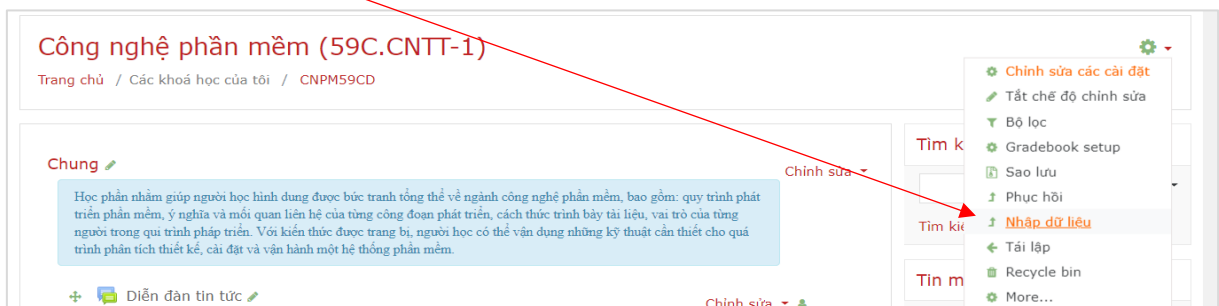 Công nghệ phần mềm (59C.CNTT-1)
Trang chủ / Các khoá học của tôi / CNPM59CD
Chỉnh sửa các cài đặt
Tắt chế độ chỉnh sửa
Bộ lọc
Gradebook setup
Sao lưu
Phục hồi
Nhập dữ liệu
Tái lập
Recycle bin
More...
Chung
Chỉnh sửa
Học phần nhằm giúp người học hình dung được bức tranh tổng thể về ngành công nghệ phần mềm, bao gồm: quy trình phát
triển phần mềm, ý nghĩa và mối quan liên hệ của từng công đoạn phát triển, cách thức trình bày tài liệu, vai trò của từng
người trong qui trình pháp triển. Với kiến thức được trang bị, người học có thể vận dụng những kỹ thuật cần thiết cho quá
trình phân tích thiết kế, cài đặt và vận hành một hệ thống phần mềm.
Diễn đàn tin tức
Chỉnh sửa
Tìm k
Tìm kiế
Tin m